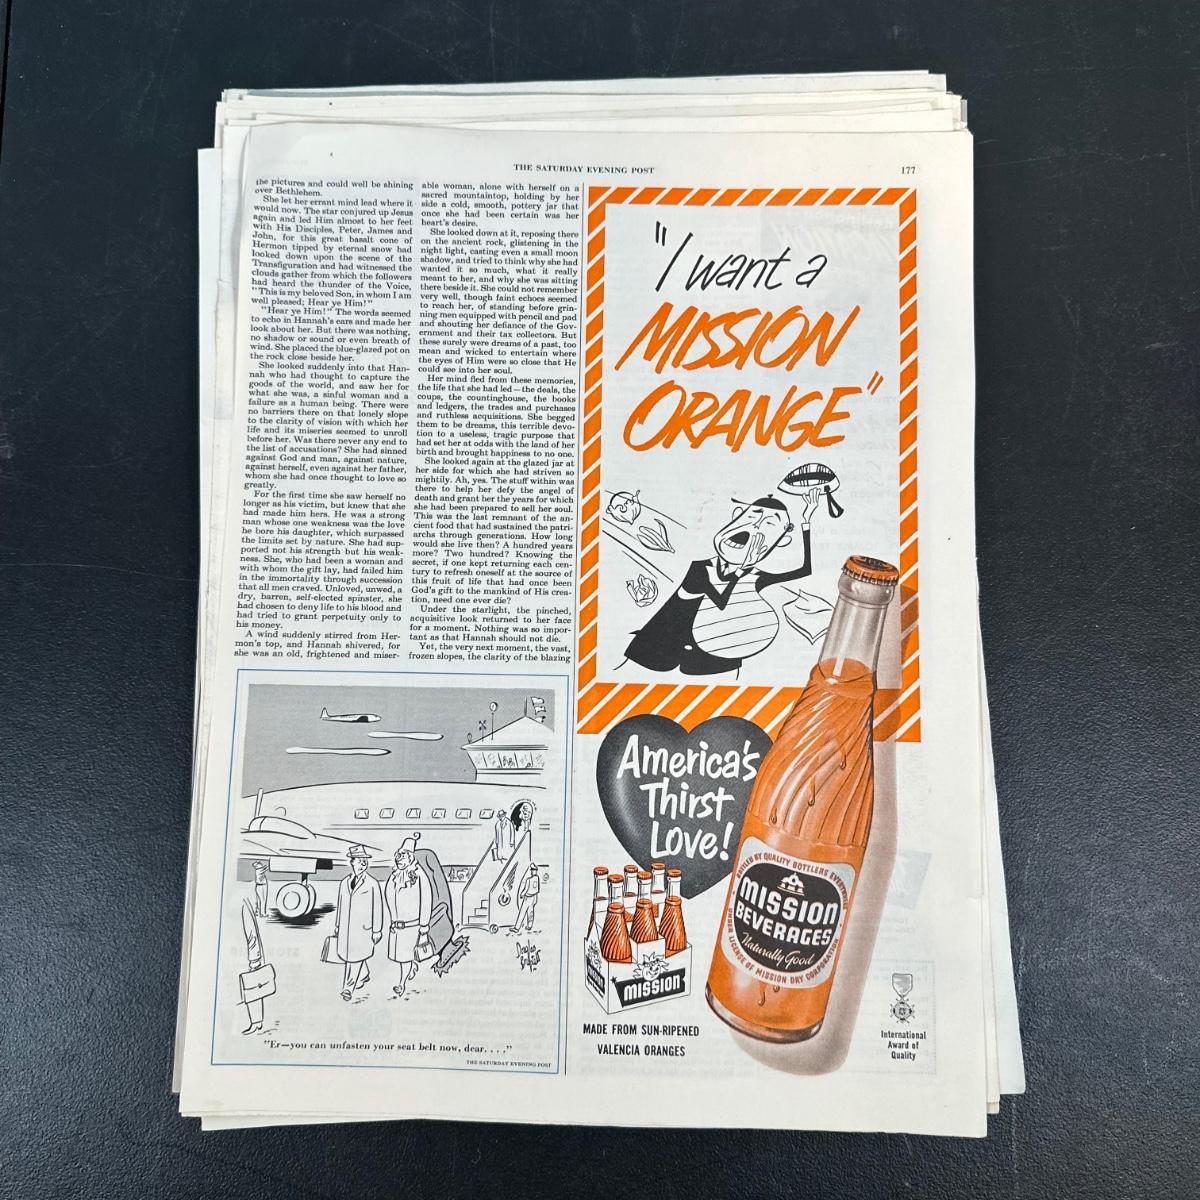 THE SATURDAY EVENING POST
177
the pictures and could well be shining
over Bethlehem.
She let her errant mind lead where it
would now. The star conjured up Jesus
again and led Him almost to her feet
with His Disciples, Peter, James and
John, for this great basalt cone of
Hermon tipped by eternal snow had
looked down upon the scene of the
Transfiguration and had witnessed the
clouds gather from which the followers
had heard the thunder of the Voice,
"This is my beloved Son, in whom I am
well pleased; Hear ye Him!"
"Hear ye Him!" The words seemed
to echo in Hannah's ears and made her
look about her. But there was nothing,
no shadow or sound or even breath of
wind. She placed the blue-glazed pot on
the rock close beside her.
She looked suddenly into that Han-
nah who had thought to capture the
goods of the world, and saw her for
what she was, a sinful woman and a
failure as a human being. There were
no barriers there on that lonely slope
to the clarity of vision with which her
life and its miseries seemed to unroll
before her. Was there never any end to
the list of accusations? She had sinned
against God and man, against nature,
against herself, even against her father,
whom she had once thought to love so
greatly.
For the first time she saw herself no
longer as his victim, but knew that she
had made him hers. He was a strong
man whose one weakness was the love
he bore his daughter, which surpassed
the limits set by nature. She had sup-
ported not his strength but his weak-
ness. She, who had been a woman and
with whom the gift lay, had failed him
in the immortality through succession
that all men craved. Unloved, unwed, a
dry, barren, self-elected spinster, she
had chosen to deny life to his blood and
had tried to grant perpetuity only to
his money.
A wind suddenly stirred from Her-
mon's top, and Hannah shivered, for
she was an old, frightened and miser-
able woman, alone with herself on a
sacred mountaintop, holding by her
side a cold, smooth, pottery jar that
once she had been certain was her
heart's desire.
She looked down at it, reposing there
on the ancient rock, glistening in the
night light, casting even a small moon
shadow, and tried to think why she had
wanted it so much, what it really
meant to her, and why she was sitting
there beside it. She could not remember
very well, though faint echoes seemed
to reach her, of standing before grin-
ning men equipped with pencil and pad
and shouting her defiance of the Gov-
ernment and their tax collectors. But
these surely were dreams of a past, too
mean and wicked to entertain where
the eyes of Him were so close that He
could see into her soul.
Her mind fled from these memories,
the life that she had led—the deals, the
coups, the countinghouse, the books
and ledgers, the trades and purchases
and ruthless acquisitions. She begged
them to be dreams, this terrible devo-
tion to a useless, tragic purpose that
had set her at odds with the land of her
birth and brought happiness to no one.
She looked again at the glazed jar at
her side for which she had striven so
mightily. Ah, yes. The stuff within was
there to help her defy the angel of
death and grant her the years for which
she had been prepared to sell her soul.
This was the last remnant of the an-
cient food that had sustained the patri-
archs through generations. How long
would she live then? A hundred years
more? Two hundred? Knowing the
secret, if one kept returning each cen-
tury to refresh oneself at the source of
this fruit of life that had once been
God's gift to the mankind of His crea-
tion, need one ever die?
Under the starlight, the pinched,
acquisitive look returned to her face
for a moment. Nothing was so impor-
tant as that Hannah should not die.
Yet, the very next moment, the vast,
frozen slopes, the clarity of the blazing
"Er—you can unfasten your seat belt now, dear. . . ."
THE SATURDAY EVENING POST
"I want a
MISSION
ORANGE"
America's
Thirst
Love!
BOTTLED BY QUALITY BOTTLERS EVERYWHERE
MISSION
BEVERAGES
Naturally Good
UNDER LICENSE OF MISSION DRY CORPORATION
MISSION
MADE FROM SUN-RIPENED
VALENCIA ORANGES
International
Award of
Quality